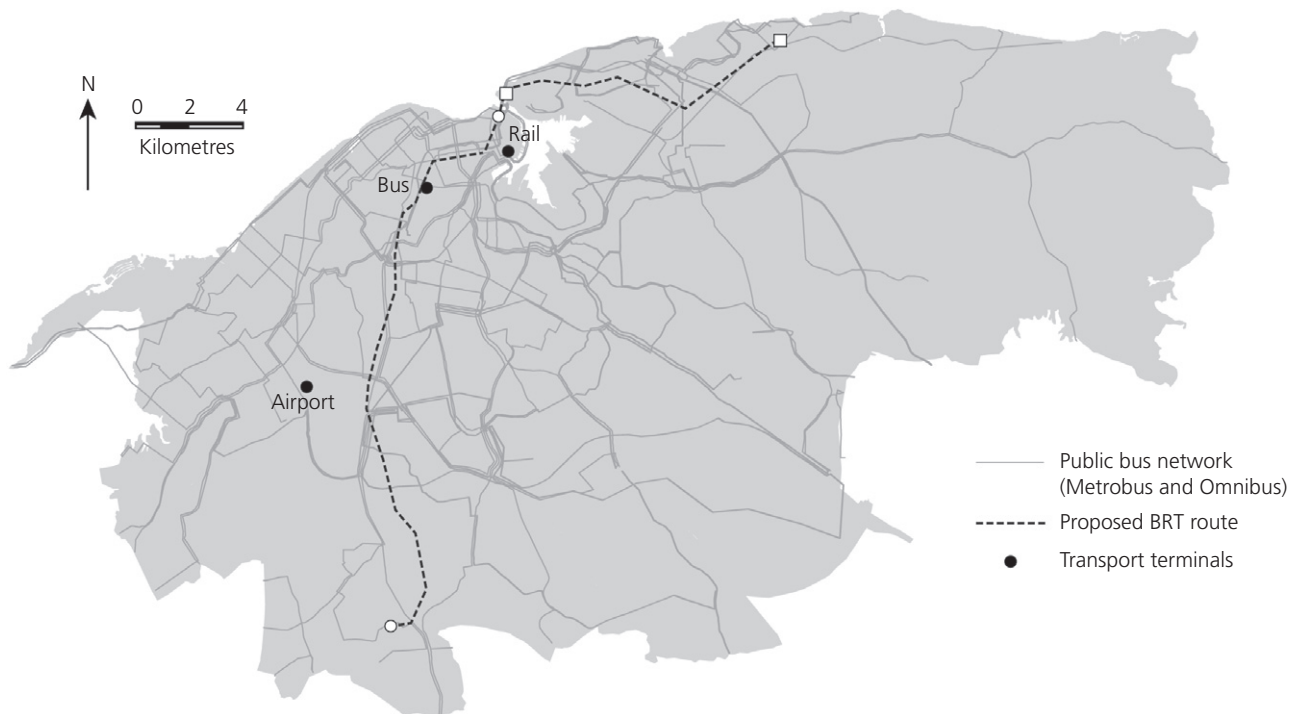 N
0 2 4
Kilometres
Rail
Bus
Airport
Public bus network
(Metrobus and Omnibus)
Proposed BRT route
Transport terminals